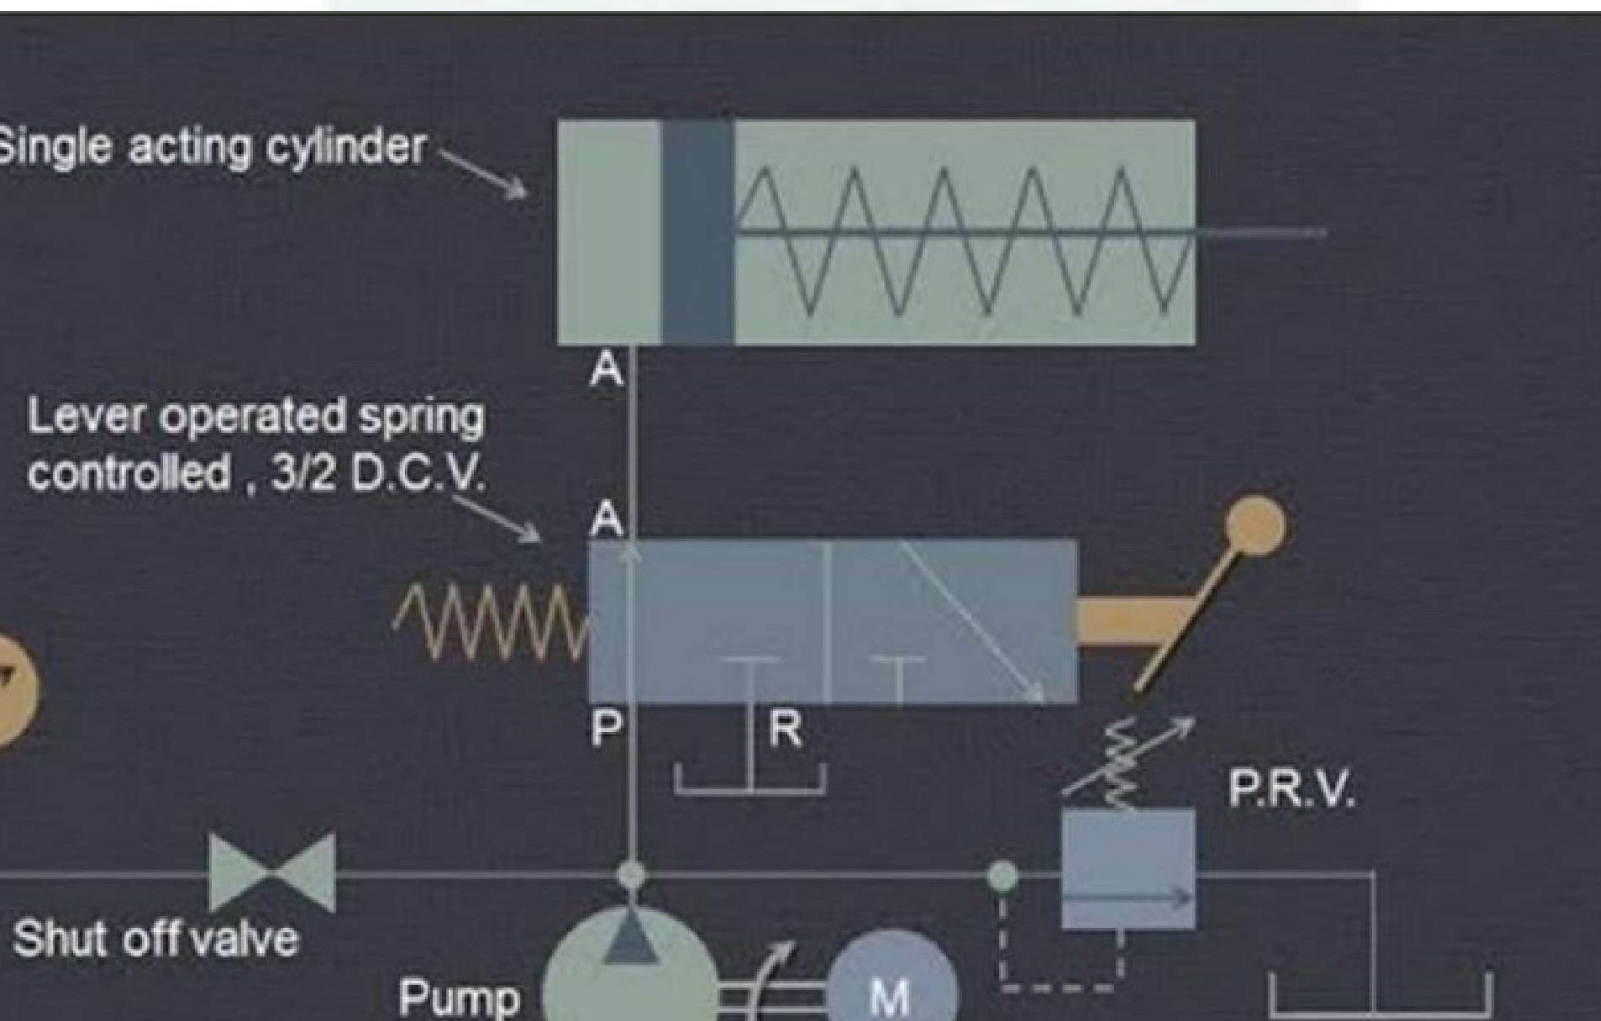 Single acting cylinder
A
Lever operated spring
controlled , 3/2 D.C.V.
A
P
R
P.R.V.
Shut off valve
Pump
M